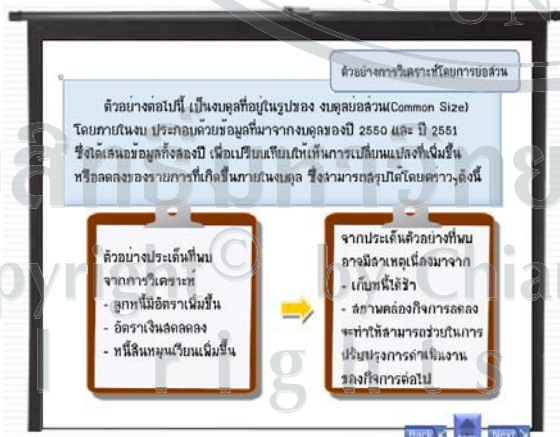 ตัวอย่างการวิเคราะห์โดยการย่อส่วน
ตัวอย่างต่อไปนี้ เป็นงบดุลที่อยู่ในรูปของ งบดุลย่อส่วน(Common Size)
โดยภายในงบ ประกอบด้วยข้อมูลที่มาจากงบดุลของปี 2550 และ ปี 2551
ซึ่งได้เสนอข้อมูลทั้งสองปี เพื่อเปรียบเทียบให้เห็นการเปลี่ยนแปลงที่เพิ่มขึ้น
หรือลดลงของรายการที่เกิดขึ้นภายในงบดุล ซึ่งสามารถสรุปได้โดยคร่าวๆดังนี้
ตัวอย่างประเด็นที่พบ
จากการวิเคราะห์
- ลูกหนี้มีอัตราเพิ่มขึ้น
- อัตราเงินสดลดลง
- หนี้สินหมุนเวียนเพิ่มขึ้น
จากประเด็นตัวอย่างที่พบ
อาจมีสาเหตุเนื่องมาจาก
- เก็บหนี้ได้ช้า
- สภาพคล่องกิจการลดลง
จะทำให้สามารถช่วยในการ
ปรับปรุงการดำเนินงาน
ของกิจการต่อไป
Back
Next